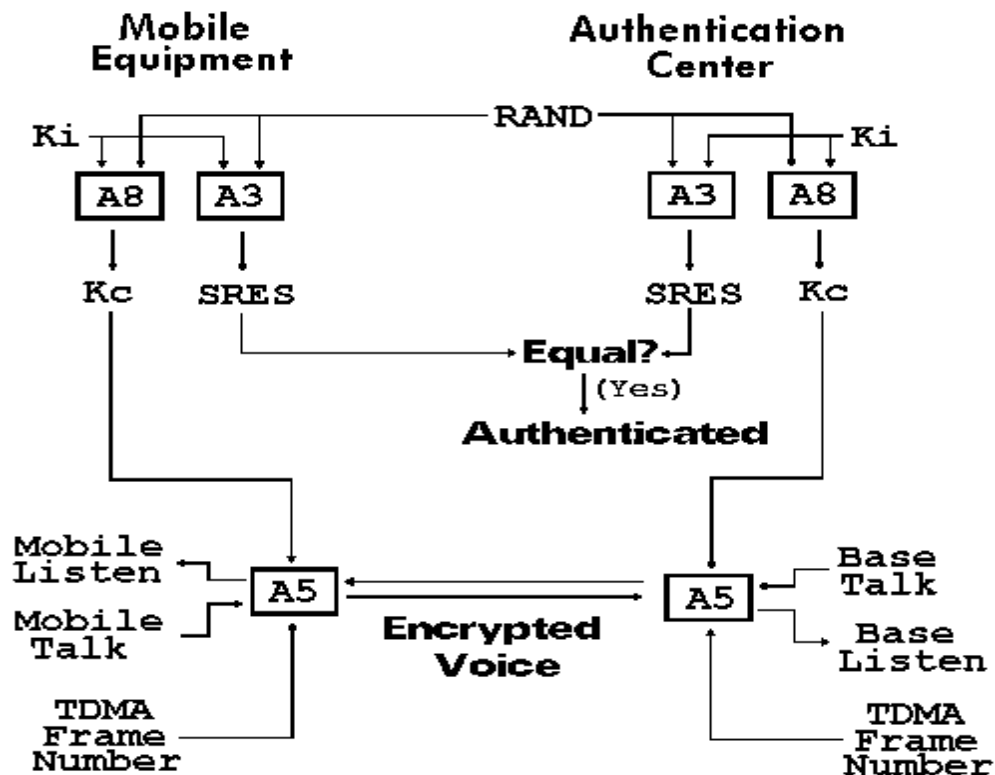 Mobile
Equipment
Authentication
Center
RAND
Ki
Ki
A8
A3
A3
A8
Kc
SRES
SRES
Kc
Equal?
(Yes)
Authenticated
Mobile
Listen
A5
Mobile
Talk
Encrypted
Voice
A5
Base
Talk
Base
Listen
TDMA
Frame
Number
TDMA
Frame
Number